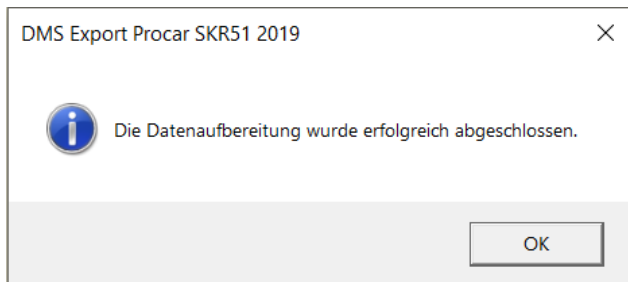 DMS Export Procar SKR51 2019
Die Datenaufbereitung wurde erfolgreich abgeschlossen.
OK